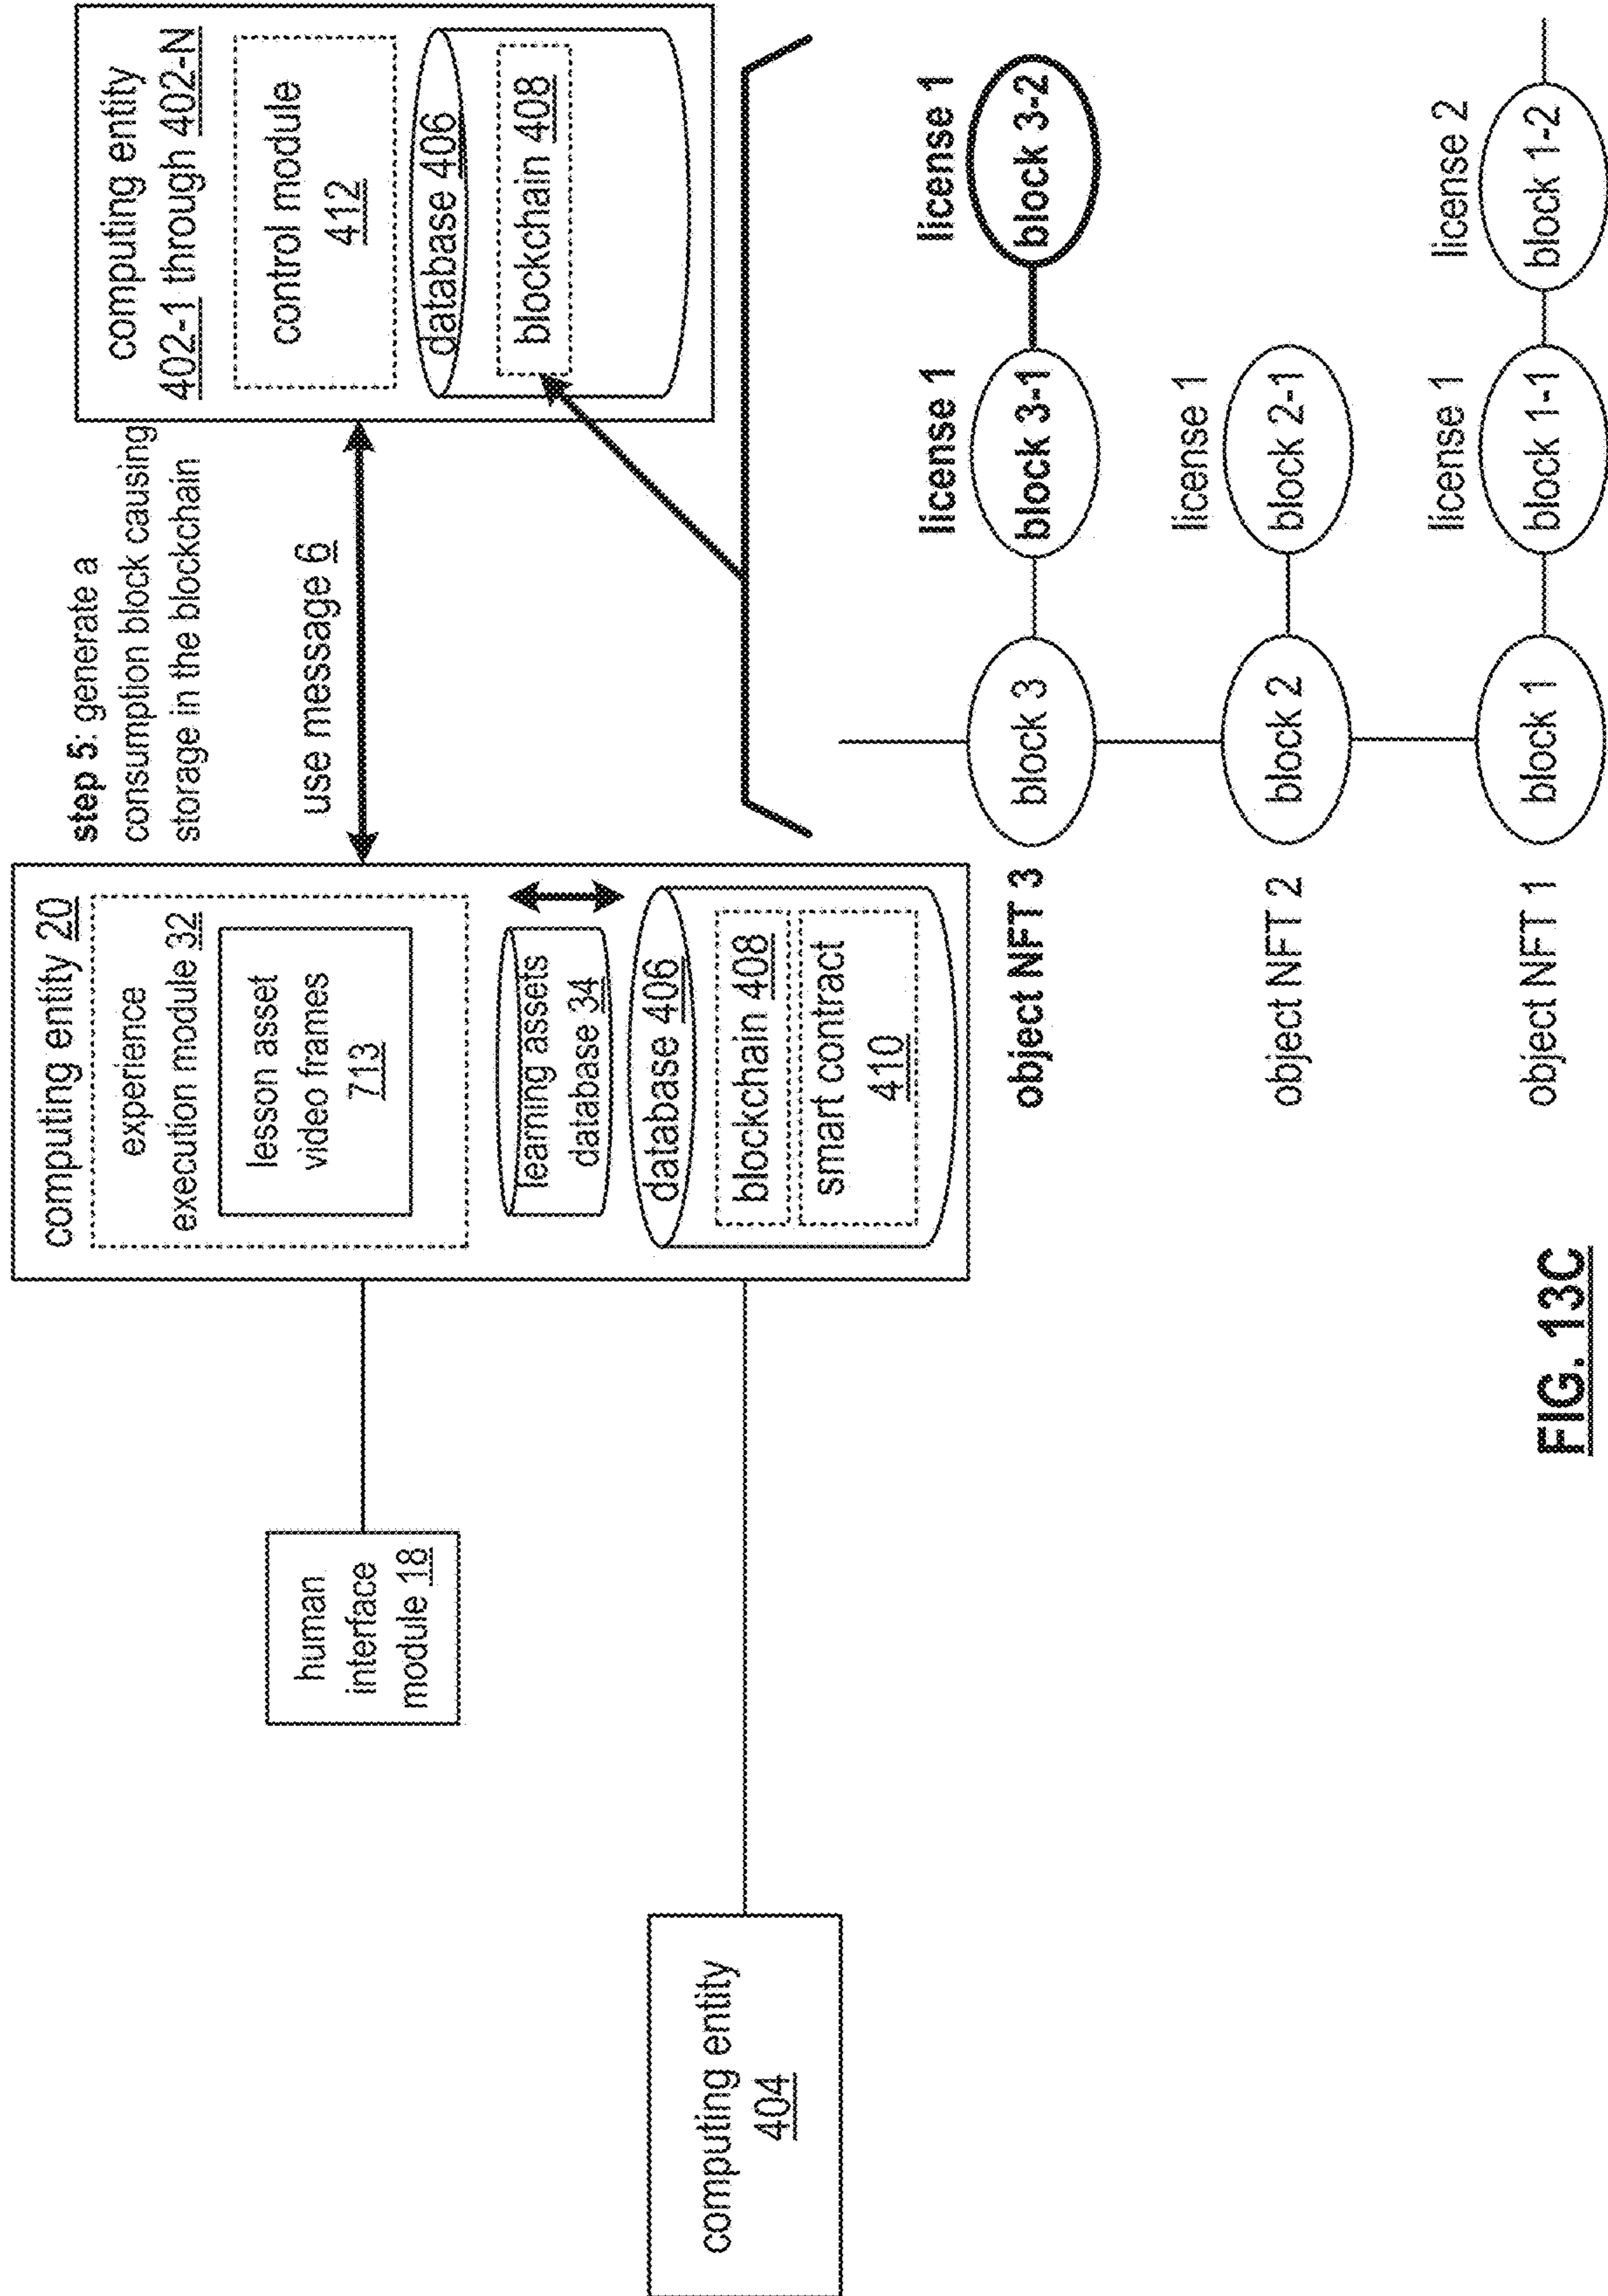 step 5: generate a
consumption block causing
storage in the blockchain
computing entity 20
experience
execution module 32
lesson asset
video frames
713
learning assets
database 34
database 406
blockchain 408
smart contract
410
human
interface
module 18
computing entity
404
use message 6
computing entity
402-1 through 402-N
control module
412
database 406
blockchain 408
object NFT 3
block 3
license 1
block 3-1
license 1
block 3-2
object NFT 2
block 2
license 1
block 2-1
object NFT 1
block 1
license 1
block 1-1
license 2
block 1-2
FIG. 13C